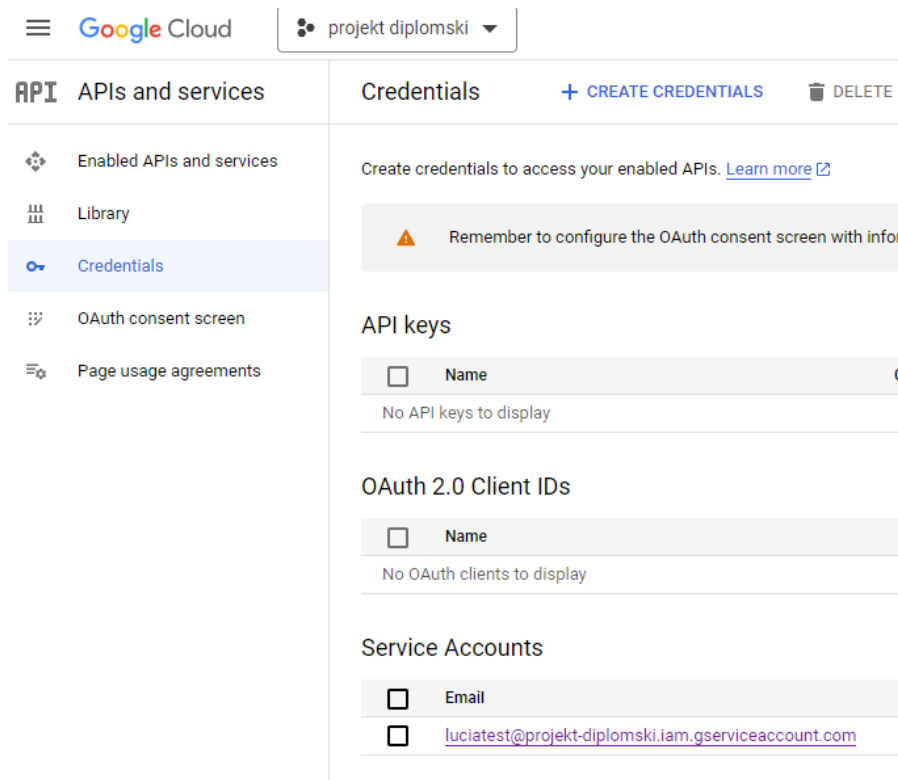 Google Cloud
projekt diplomski
API APIs and services
Credentials
+ CREATE CREDENTIALS
DELETE
Enabled APIs and services
Library
Credentials
OAuth consent screen
Page usage agreements
Create credentials to access your enabled APIs. Learn more
Remember to configure the OAuth consent screen with
API keys
Name
No API keys to display
OAuth 2.0 Client IDs
Name
No OAuth clients to display
Service Accounts
Email
luciatest@projekt-diplomski.iam.gserviceaccount.com